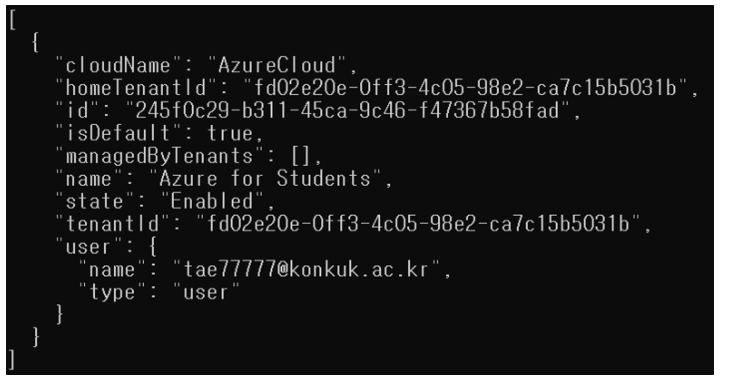 [
  {
    "cloudName": "AzureCloud",
    "homeTenantId": "fd02e20e-0ff3-4c05-98e2-ca7c15b5031b",
    "id": "245f0c29-b311-45ca-9c46-f47367b58fad",
    "isDefault": true,
    "managedByTenants": [],
    "name": "Azure for Students",
    "state": "Enabled",
    "tenantId": "fd02e20e-0ff3-4c05-98e2-ca7c15b5031b",
    "user": {
      "name": "tae77777@konkuk.ac.kr",
      "type": "user"
    }
  }
]